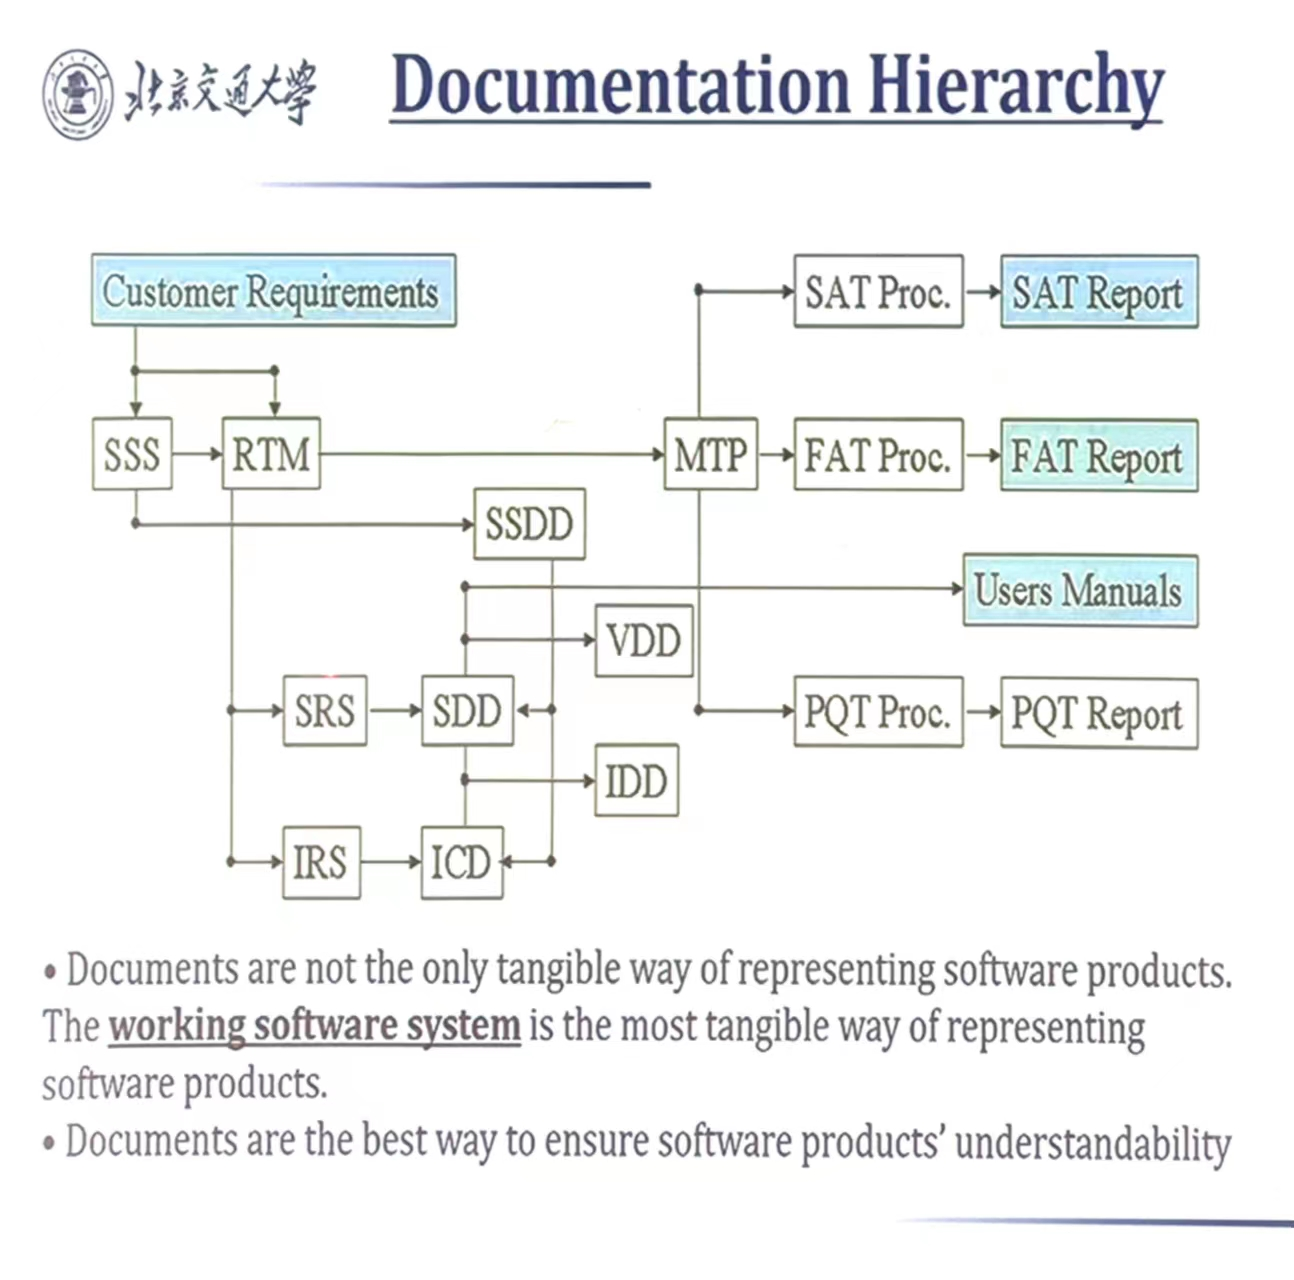 北京交通大学
Documentation Hierarchy
Customer Requirements
SAT Proc.
SAT Report
SSS
RTM
MTP
FAT Proc.
FAT Report
SSDD
Users Manuals
VDD
SRS
SDD
PQT Proc.
PQT Report
IDD
IRS
ICD
• Documents are not the only tangible way of representing software products.
The working software system is the most tangible way of representing
software products.
• Documents are the best way to ensure software products’ understandability